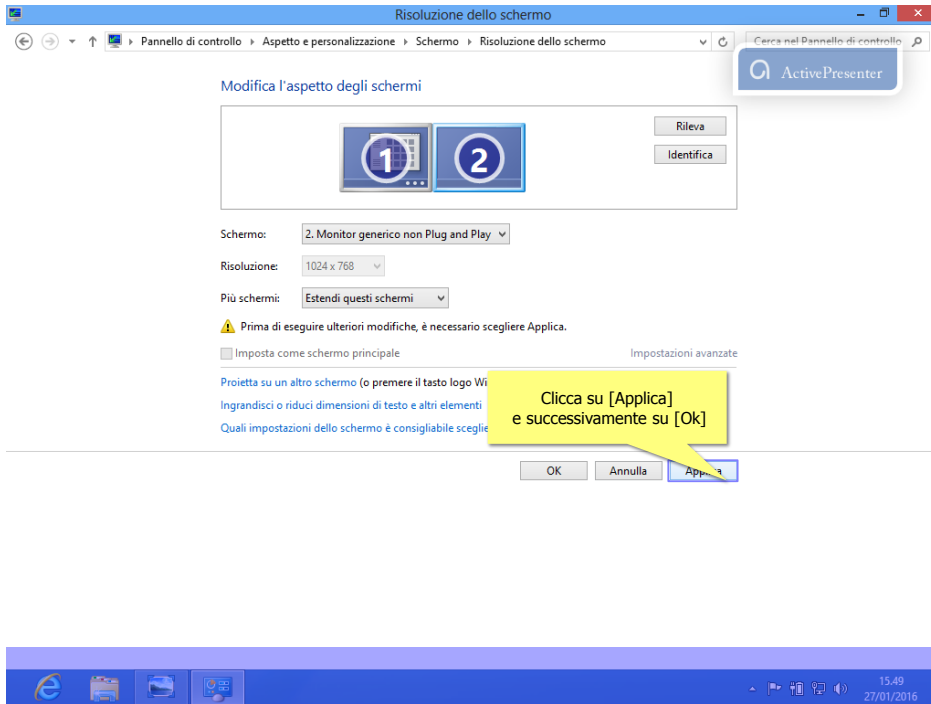 Risoluzione dello schermo
Pannello di controllo Aspetto e personalizzazione Schermo Risoluzione dello schermo
Cerca nel Pannello di controllo
ActivePresenter
Modifica l'aspetto degli schermi
1
2
Rileva
Identifica
Schermo: 2. Monitor generico non Plug and Play
Risoluzione: 1024 x 768
Più schermi: Estendi questi schermi
Prima di eseguire ulteriori modifiche, è necessario scegliere Applica.
Imposta come schermo principale Impostazioni avanzate
Proietta su un altro schermo (o premere il tasto logo
Ingrandisci o riduci dimensioni di testo e altri elementi
Quali impostazioni dello schermo è consigliabile
Clicca su [Applica]
e successivamente su [Ok]
OK Annulla Applica
15.49
27/01/2016